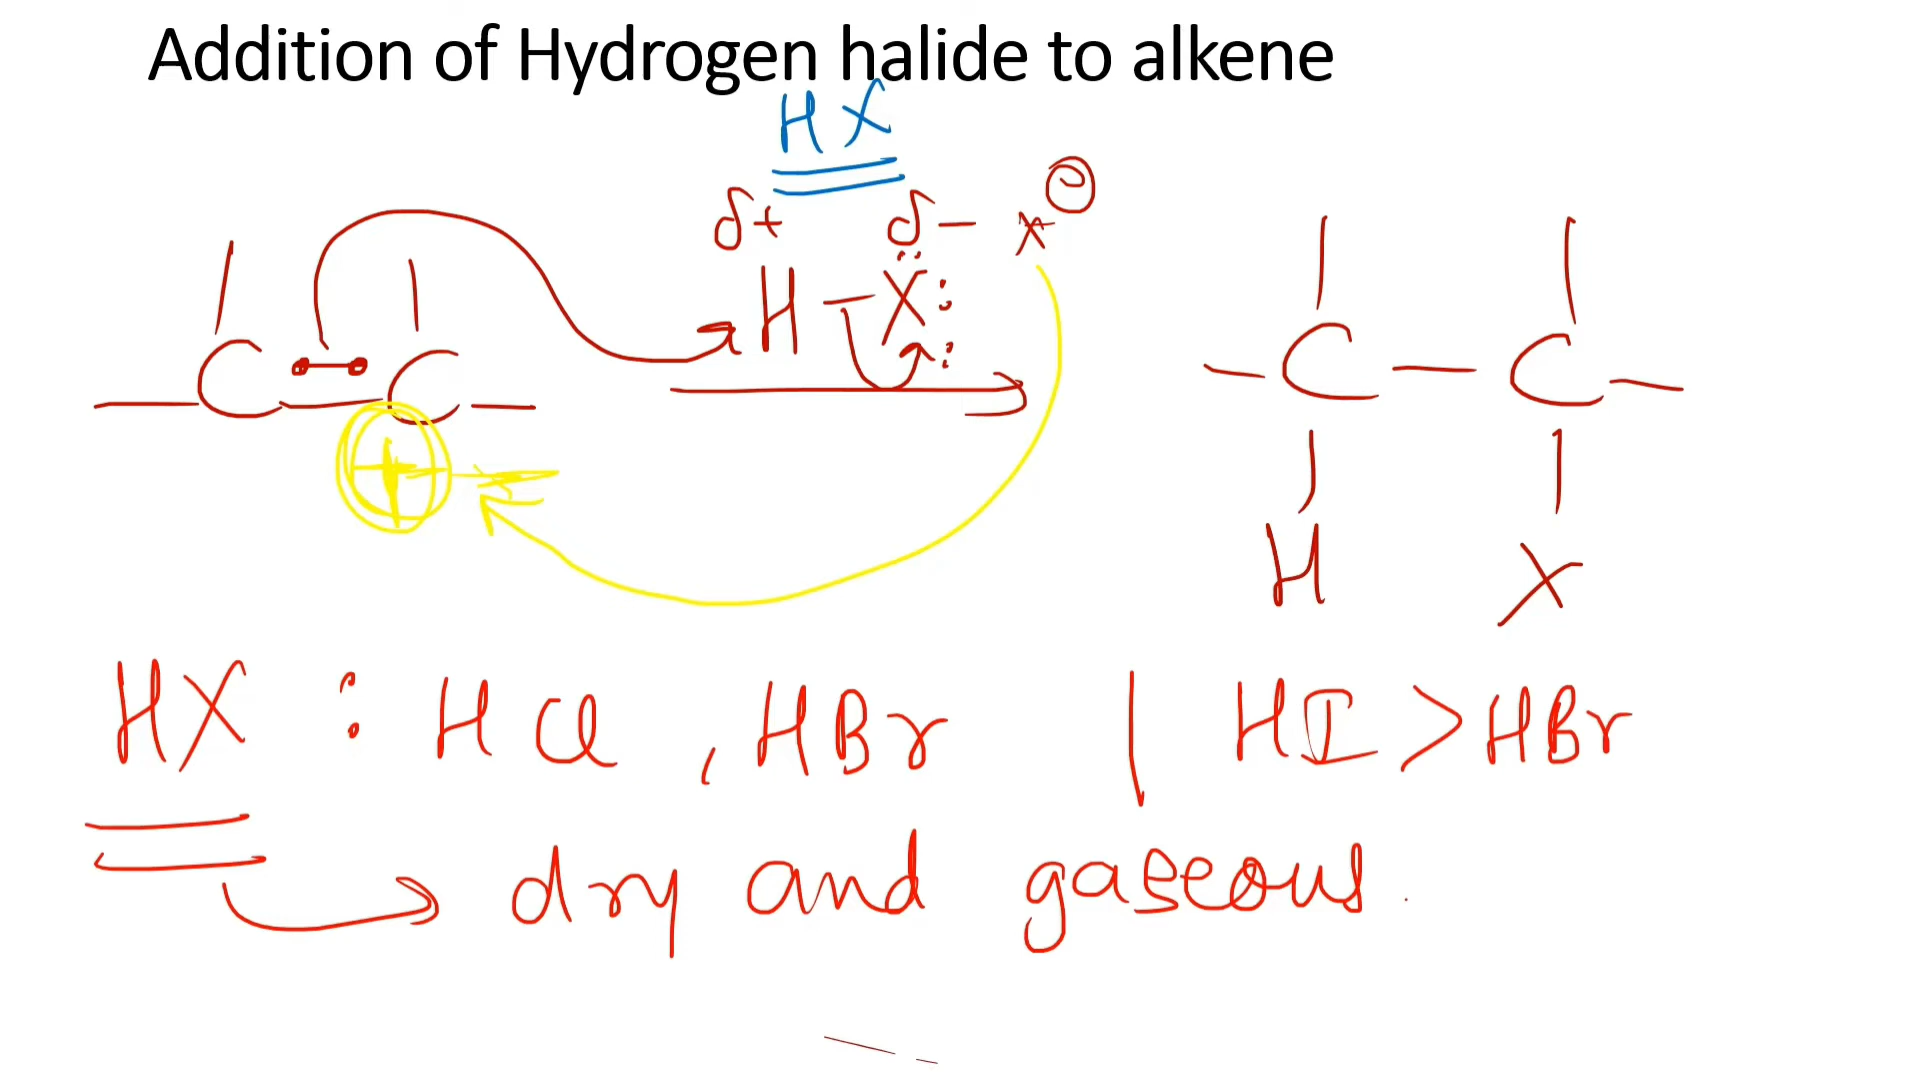 Addition of Hydrogen halide to alkene
HX
δ+ δ- x⊖
H-X:
C C
C - C
H X
HX : HCl, HBr | HI > HBr
dry and gaseous.